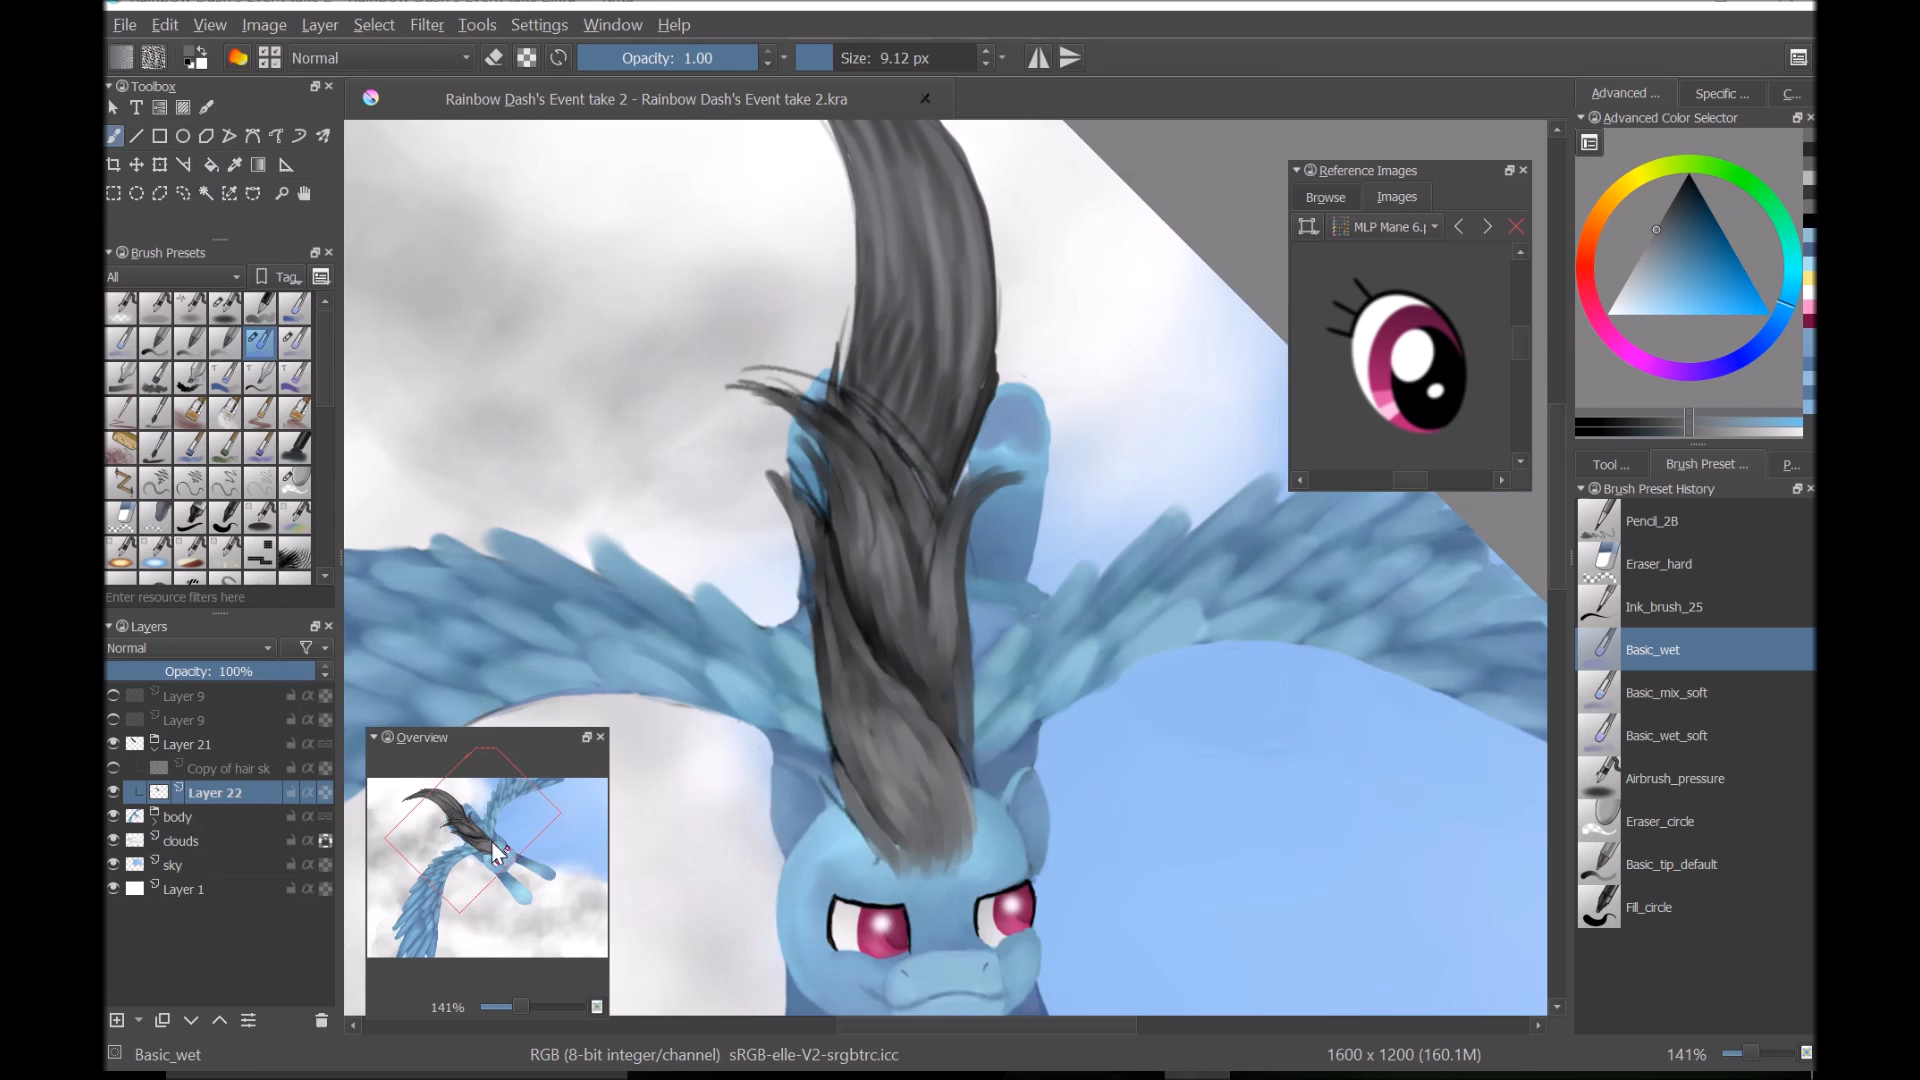 File Edit View Image Layer Select Filter Tools Settings Window Help
Normal
Opacity: 1.00
Size: 9.12 px
Toolbox
Rainbow Dash's Event take 2 - Rainbow Dash's Event take 2.kra
Advanced ...
Specific ...
C...
Advanced Color Selector
Reference Images
Browse
Images
MLP Mane 6.p
Brush Presets
All
Tag
Enter resource filters here
Tool ...
Brush Preset ...
P...
Brush Preset History
Pencil_2B
Eraser_hard
Ink_brush_25
Basic_wet
Basic_mix_soft
Basic_wet_soft
Airbrush_pressure
Eraser_circle
Basic_tip_default
Fill_circle
Layers
Normal
Opacity: 100%
Layer 9
Layer 9
Layer 21
Copy of hair sk
Layer 22
body
clouds
sky
Layer 1
Overview
141%
Basic_wet
RGB (8-bit integer/channel) sRGB-elle-V2-srgbtrc.icc
1600 x 1200 (160.1M)
141%